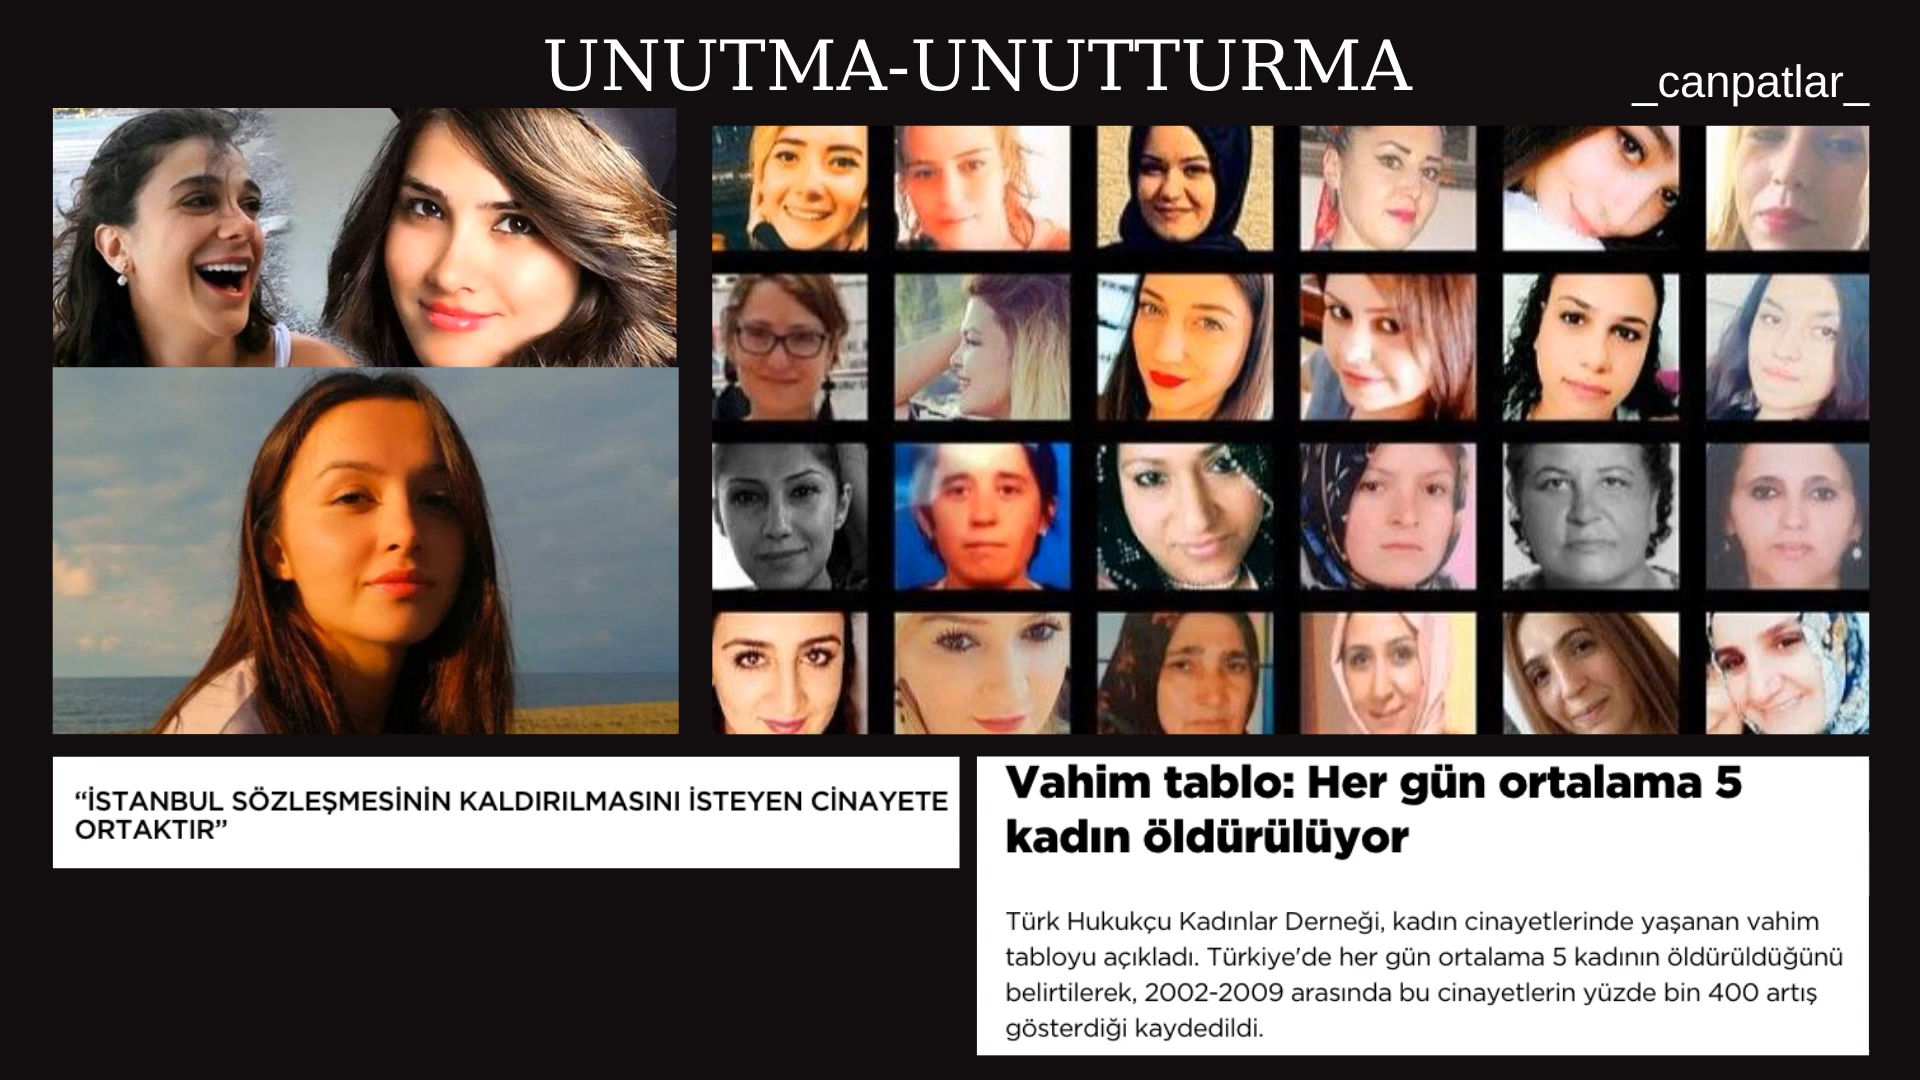 UNUTMA-UNUTTURMA
_canpatlar_
“İSTANBUL SÖZLEŞMESİNİN KALDIRILMASINI İSTEYEN CİNAYETE
ORTAKTIR”
Vahim tablo: Her gün ortalama 5
kadın öldürülüyor
Türk Hukukçu Kadınlar Derneği, kadın cinayetlerinde yaşanan vahim
tabloyu açıkladı. Türkiye'de her gün ortalama 5 kadının öldürüldüğünü
belirtilerek, 2002-2009 arasında bu cinayetlerin yüzde bin 400 artış
gösterdiği kaydedildi.